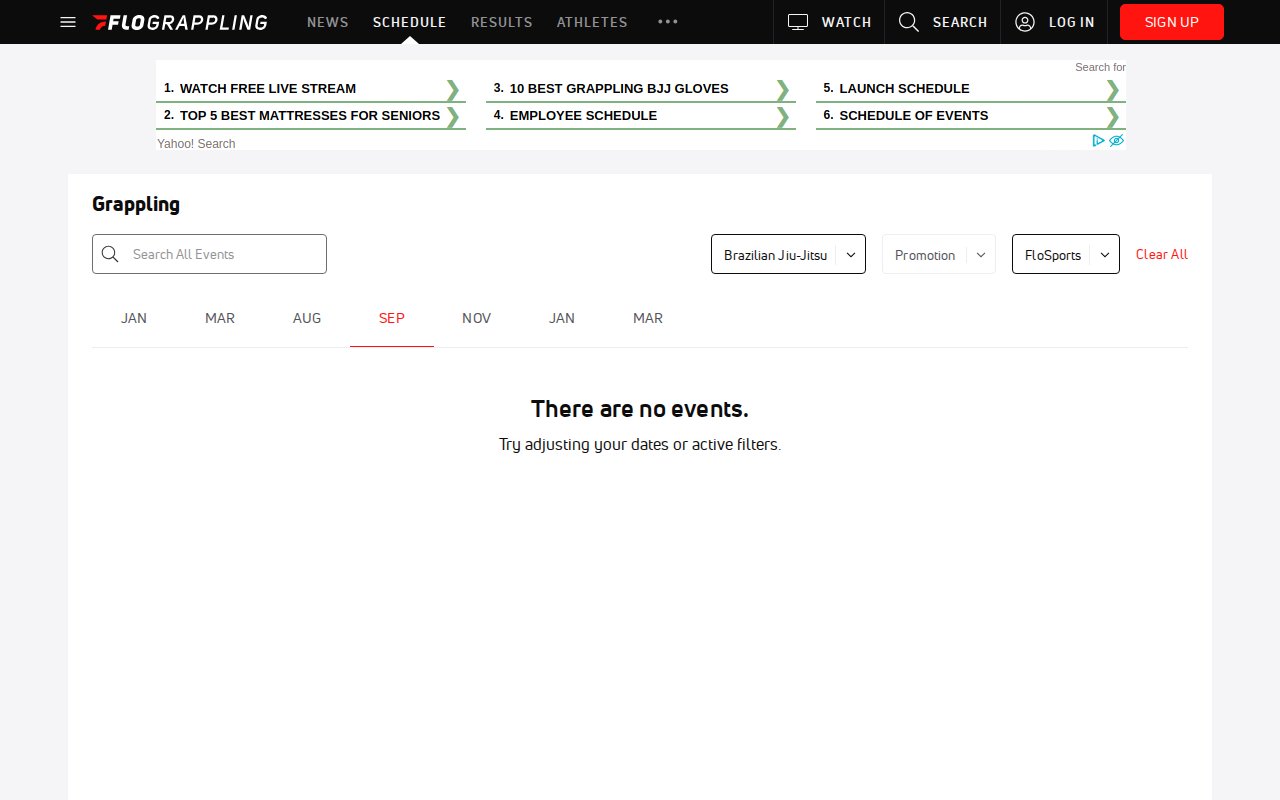 FLOGRAPPLING NEWS SCHEDULE RESULTS ATHLETES WATCH SEARCH LOG IN SIGN UP
Search for
1. WATCH FREE LIVE STREAM
2. TOP 5 BEST MATTRESSES FOR SENIORS
3. 10 BEST GRAPPLING BJJ GLOVES
4. EMPLOYEE SCHEDULE
5. LAUNCH SCHEDULE
6. SCHEDULE OF EVENTS
Yahoo! Search
Grappling
Search All Events Brazilian Jiu-Jitsu Promotion FloSports Clear All
JAN MAR AUG SEP NOV JAN MAR
There are no events.
Try adjusting your dates or active filters.